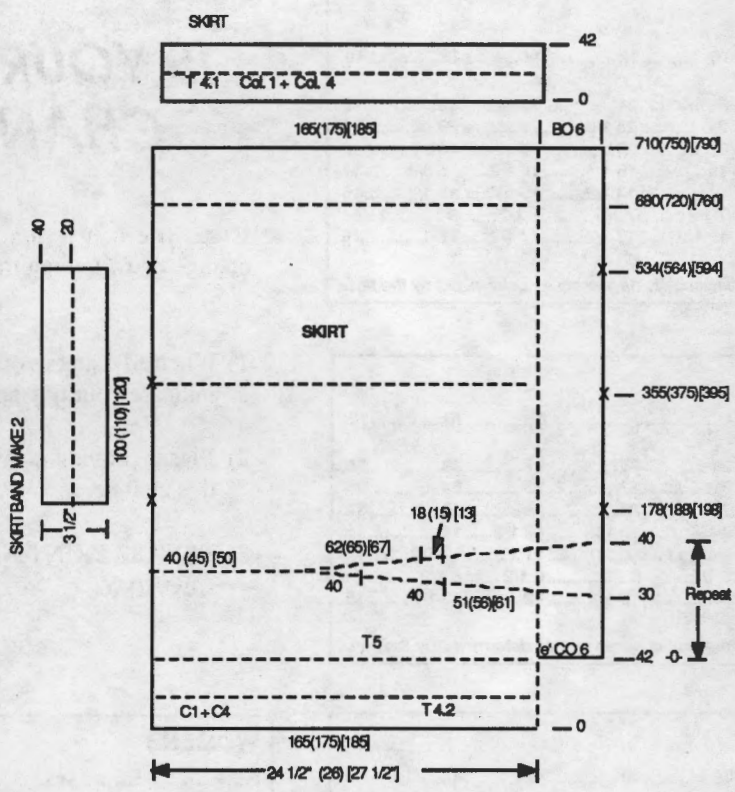 SKIRT
42
T 4.1 Col. 1 + Col. 4
0
165(175)[185]
BO 6
710(750)[790]
680(720)[760]
40
20
534(564)[594]
SKIRT
355(375)[395]
SKIRT BAND MAKE 2
100(110)[120]
3 1/2"
178(188)[198]
18 (15) [13]
40
62(65)[67]
40 (45) [50]
40
40
51(56)[61]
30
Repeat
T5
'e' CO 6
42 -0-
C1 + C4
T 4.2
0
165(175)[185]
24 1/2" (26) [27 1/2"]
YOUR